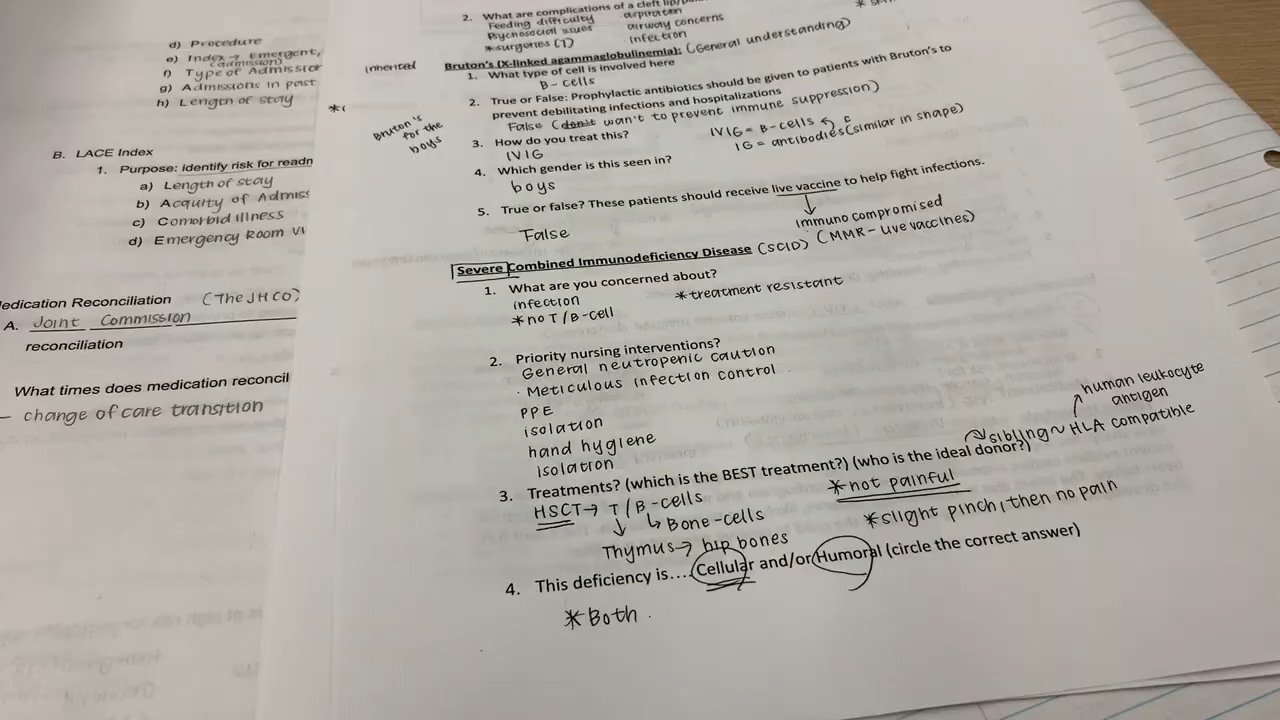 d) Procedure
e) Index → Emergent,
(admission)
f) Type of Admission
g) Admissions in past
h) Length of stay
B. LACE Index
1. Purpose: identify risk for readn
a) Length of stay
b) Acquity of Admiss
c) Comorbid Illness
d) Emergency Room Vi
edication Reconciliation (The JHCO)
A. Joint Commission
reconciliation
What times does medication reconcil
- change of care transition
2. What are complications of a cleft lip/
Feeding difficulty aspiration
Psychosocial issues airway concerns
*surgeries (T) infection
inherited
Bruton's (X-linked agammaglobulinemia): (General understanding)
1. What type of cell is involved here
B-cells
2. True or False: Prophylactic antibiotics should be given to patients with Bruton's to
prevent debilitating infections and hospitalizations
False (don't wan't to prevent immune suppression)
Bruton's
for the
boys
3. How do you treat this?
IVIG
IVIG = B-cells
IG = antibodies (similar in shape)
4. Which gender is this seen in?
boys
5. True or false? These patients should receive live vaccine to help fight infections.
False
↓
immunocompromised
(MMR - live vaccines)
Severe Combined Immunodeficiency Disease (SCID)
1. What are you concerned about?
infection *treatment resistant
*no T/B-cell
2. Priority nursing interventions?
General neutropenic caution
· Meticulous infection control
PPE
isolation
hand hygiene
isolation
human leukocyte
antigen
sibling ~ HLA compatible
3. Treatments? (which is the BEST treatment?) (who is the ideal donor?)
HSCT → T/B-cells *not painful
↳ Bone-cells *slight pinch, then no pain
Thymus → hip bones
4. This deficiency is.... Cellular and/or Humoral (circle the correct answer)
*Both.